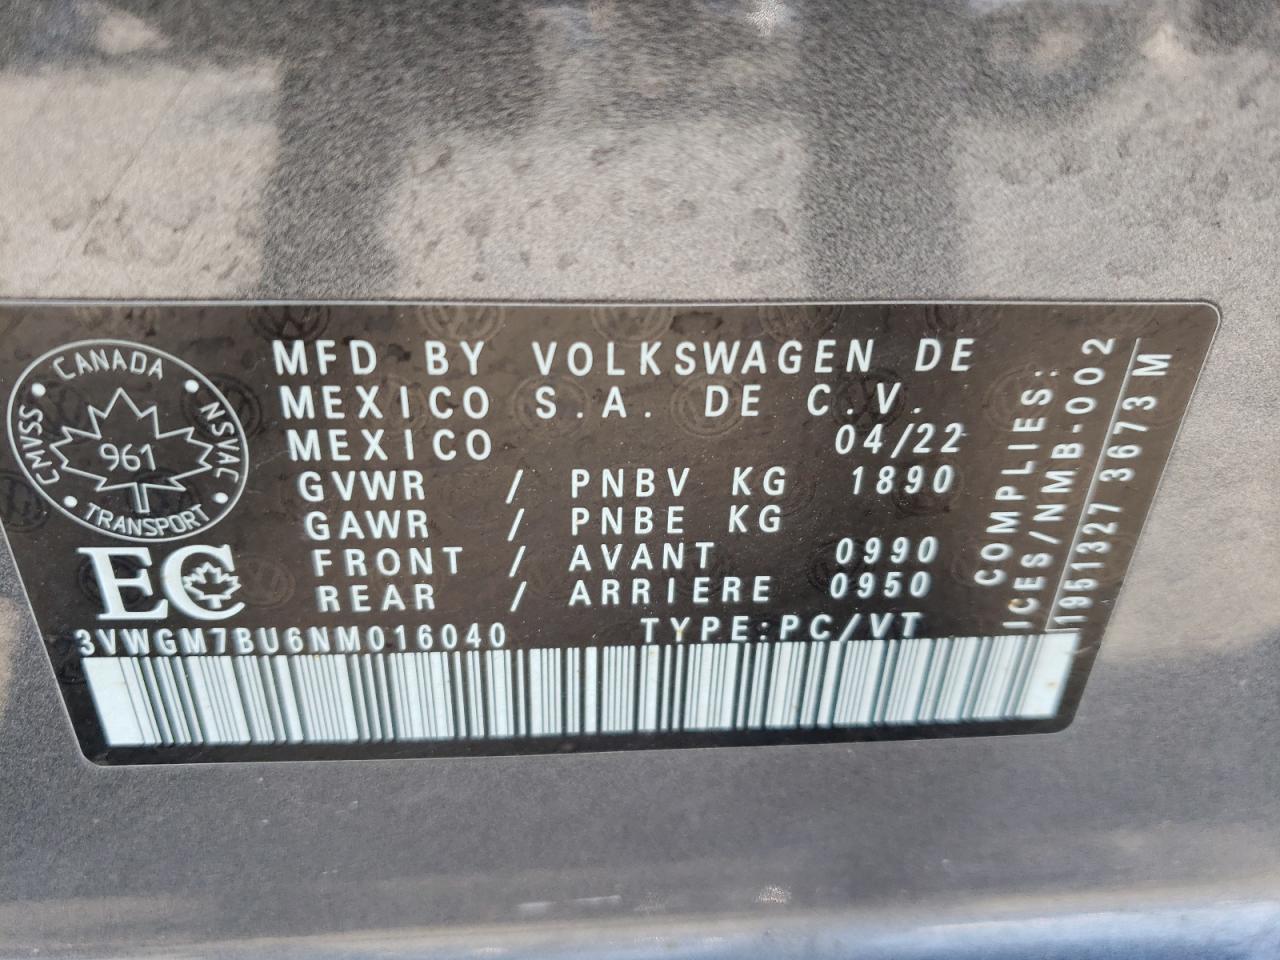 CANADA
CMVSS NSVAC
961
TRANSPORT
EC
MFD BY VOLKSWAGEN DE
MEXICO S.A. DE C.V.
MEXICO 04/22
GVWR / PNBV KG 1890
GAWR / PNBE KG
FRONT / AVANT 0990
REAR / ARRIERE 0950
3VWGM7BU6NM016040 TYPE:PC/VT
COMPLIES:
ICES/NMB-002
1951327 3673 M